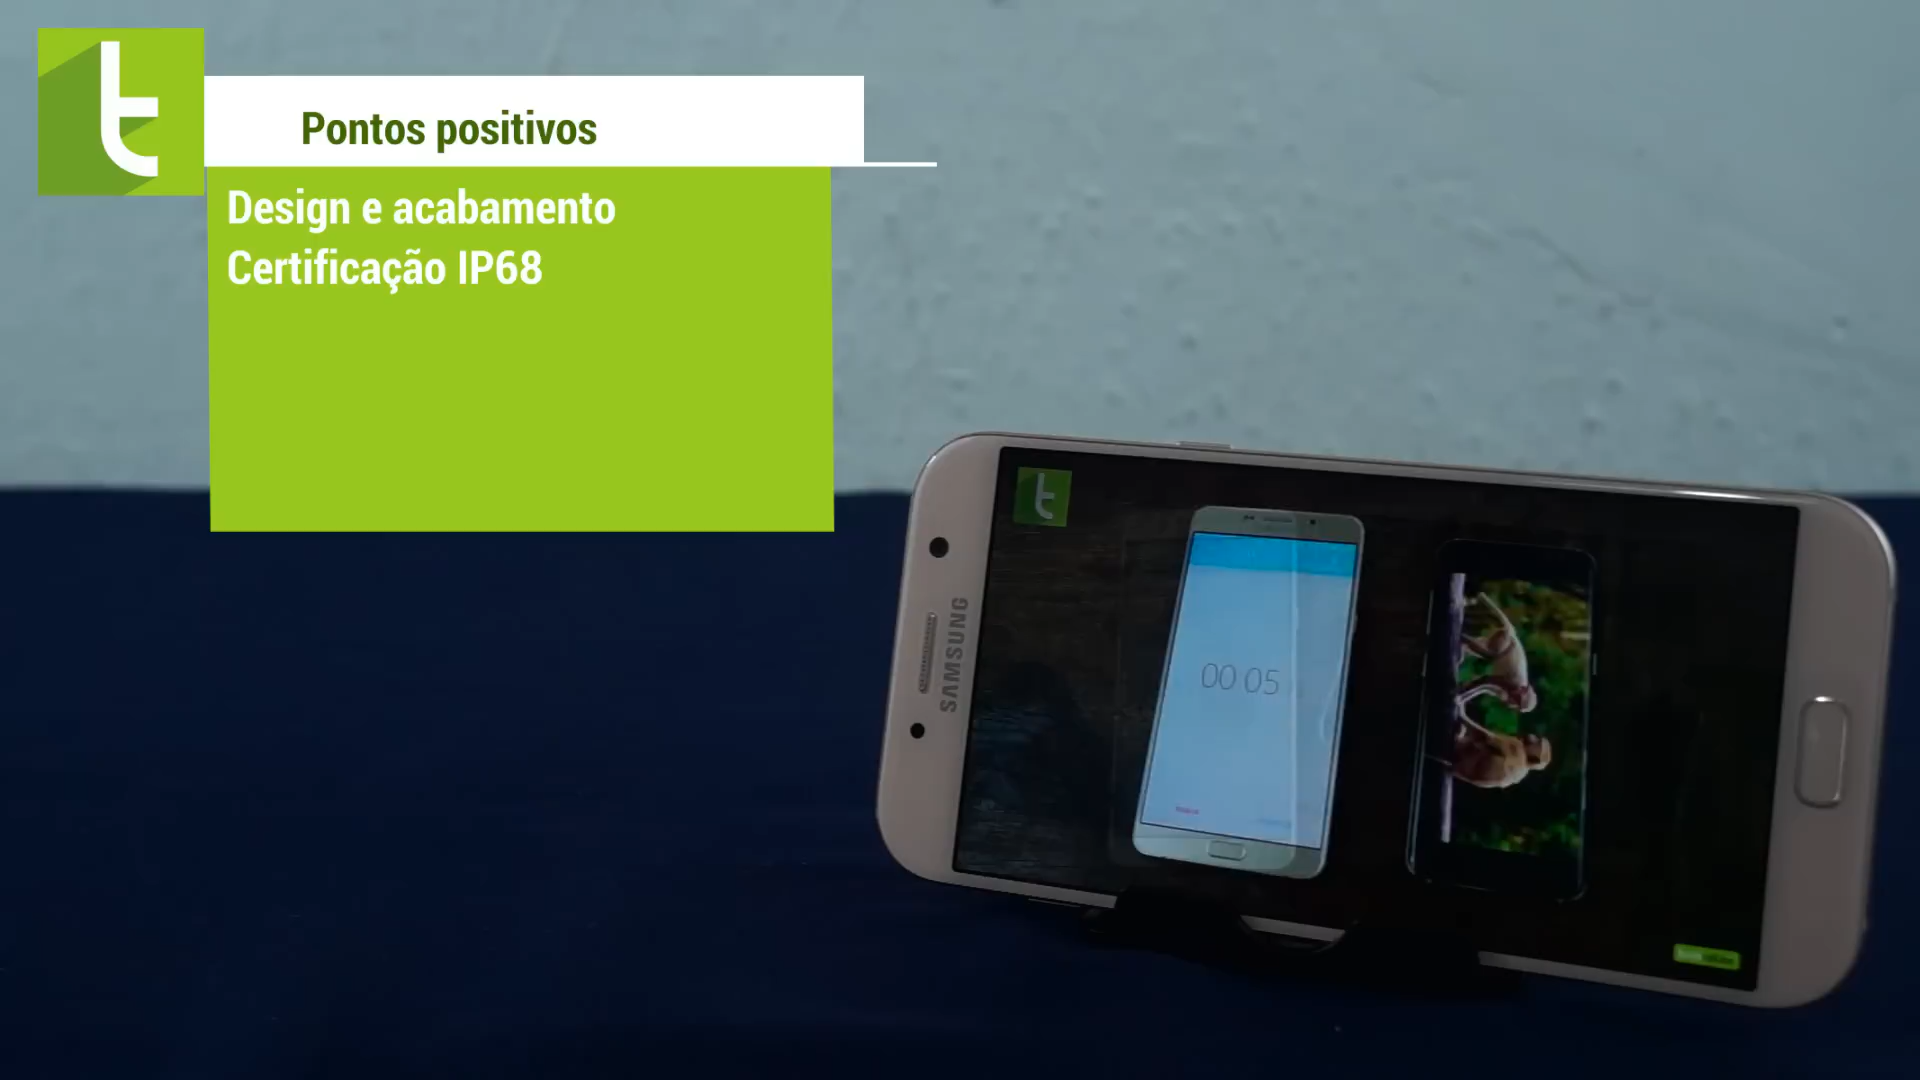 Pontos positivos
Design e acabamento
Certificação IP68
SAMSUNG
00 05